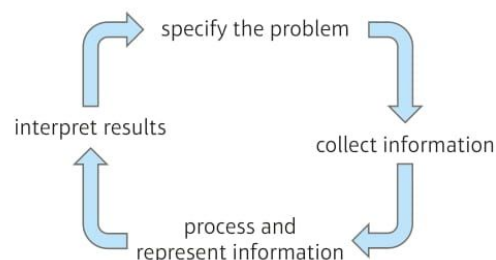 specify the problem
collect information
process and
represent information
interpret results